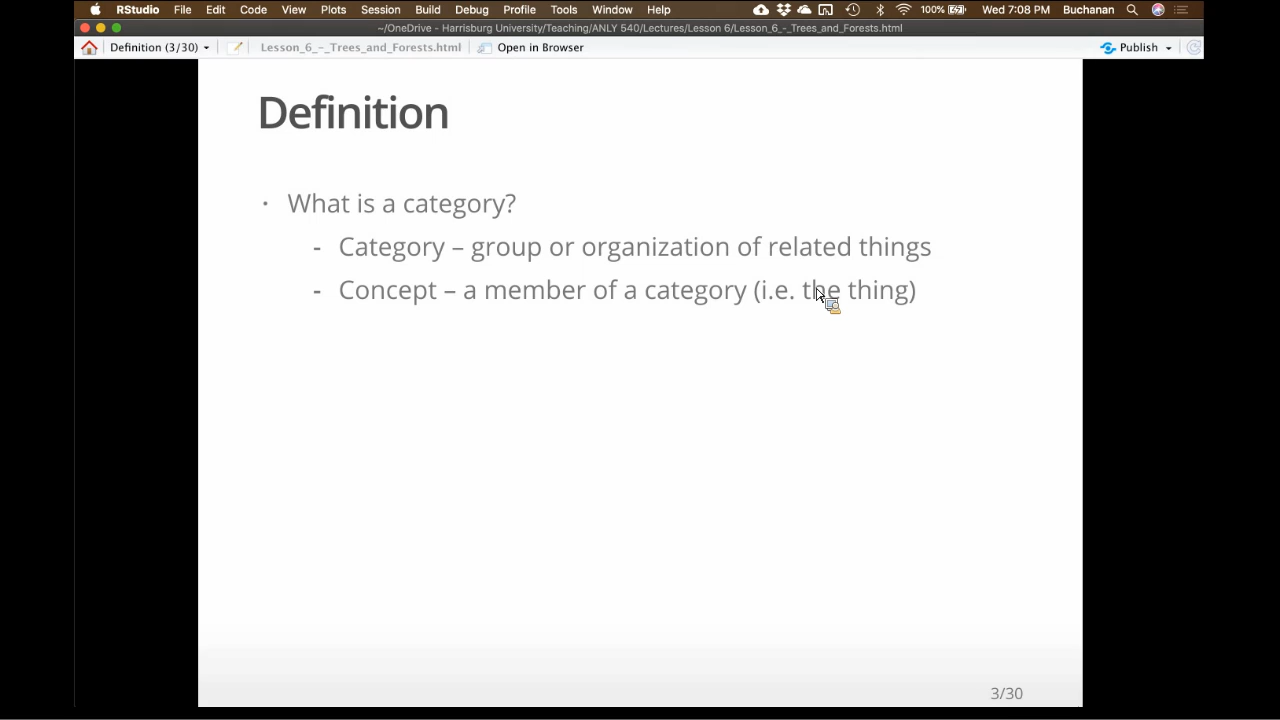 RStudio File Edit Code View Plots Session Build Debug Profile Tools Window Help 100% Wed 7:08 PM Buchanan
~/OneDrive - Harrisburg University/Teaching/ANLY 540/Lectures/Lesson 6/Lesson_6_-_Trees_and_Forests.html
Definition (3/30) Lesson_6_-_Trees_and_Forests.html Open in Browser Publish
Definition
• What is a category?
- Category – group or organization of related things
- Concept – a member of a category (i.e. the thing)
3/30